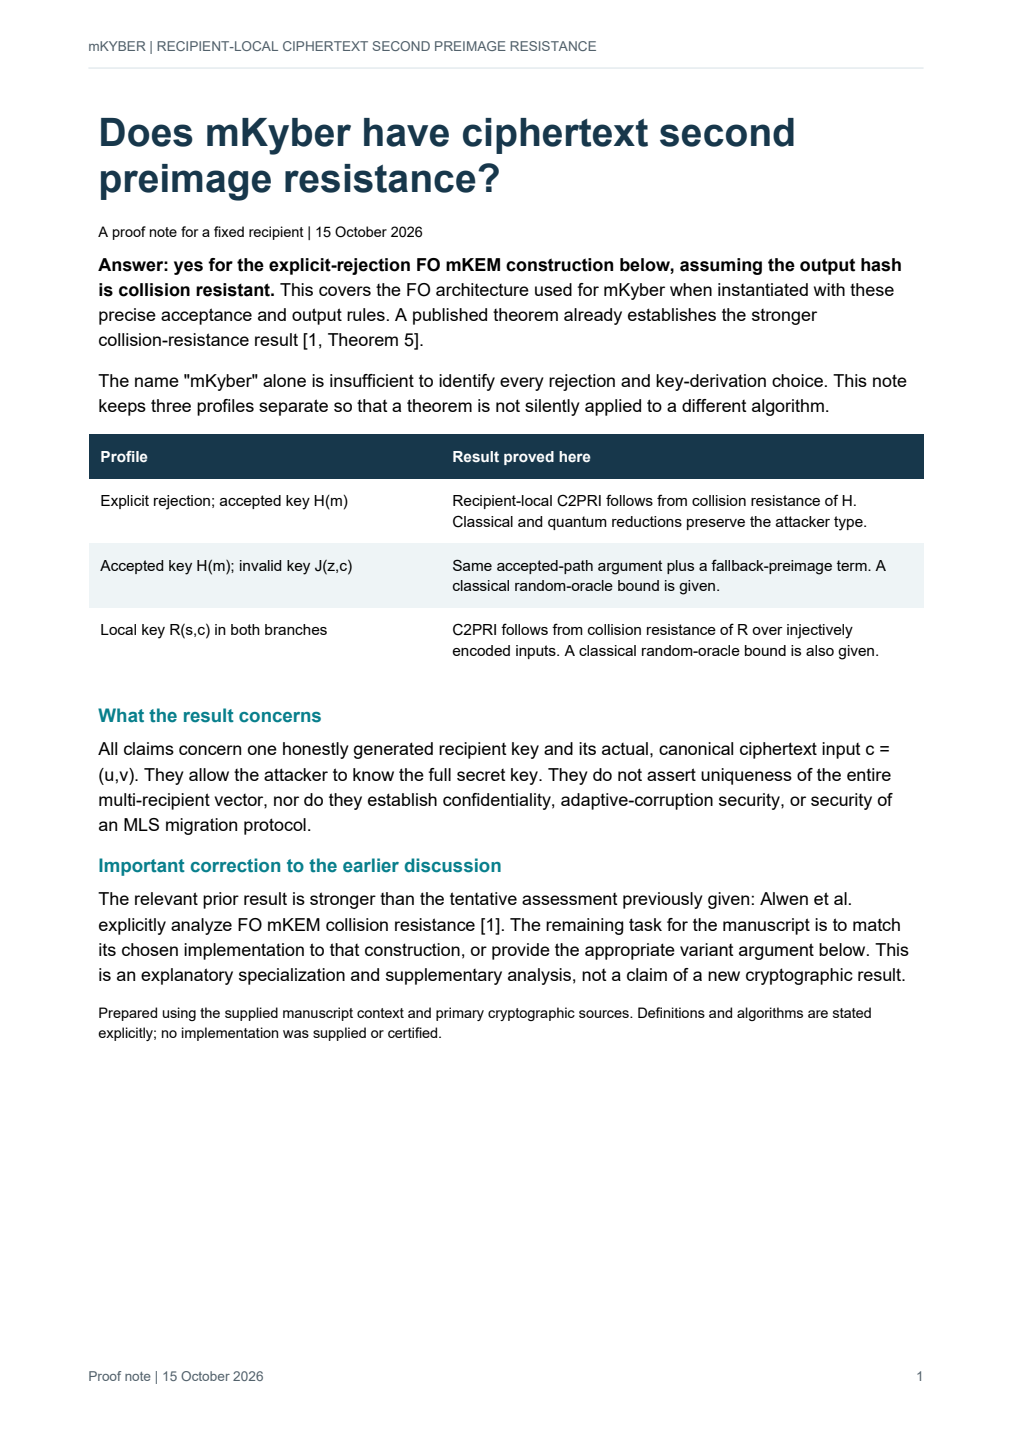 mKYBER | RECIPIENT-LOCAL CIPHERTEXT SECOND PREIMAGE RESISTANCE
Does mKyber have ciphertext second
preimage resistance?
A proof note for a fixed recipient | 15 October 2026
Answer: yes for the explicit-rejection FO mKEM construction below, assuming the output hash
is collision resistant. This covers the FO architecture used for mKyber when instantiated with these
precise acceptance and output rules. A published theorem already establishes the stronger
collision-resistance result [1, Theorem 5].
The name "mKyber" alone is insufficient to identify every rejection and key-derivation choice. This note
keeps three profiles separate so that a theorem is not silently applied to a different algorithm.
Profile
Result proved here
Explicit rejection; accepted key H(m)
Recipient-local C2PRI follows from collision resistance of H.
Classical and quantum reductions preserve the attacker type.
Accepted key H(m); invalid key J(z,c)
Same accepted-path argument plus a fallback-preimage term. A
classical random-oracle bound is given.
Local key R(s,c) in both branches
C2PRI follows from collision resistance of R over injectively
encoded inputs. A classical random-oracle bound is also given.
What the result concerns
All claims concern one honestly generated recipient key and its actual, canonical ciphertext input c =
(u,v). They allow the attacker to know the full secret key. They do not assert uniqueness of the entire
multi-recipient vector, nor do they establish confidentiality, adaptive-corruption security, or security of
an MLS migration protocol.
Important correction to the earlier discussion
The relevant prior result is stronger than the tentative assessment previously given: Alwen et al.
explicitly analyze FO mKEM collision resistance [1]. The remaining task for the manuscript is to match
its chosen implementation to that construction, or provide the appropriate variant argument below. This
is an explanatory specialization and supplementary analysis, not a claim of a new cryptographic result.
Prepared using the supplied manuscript context and primary cryptographic sources. Definitions and algorithms are stated
explicitly; no implementation was supplied or certified.
Proof note | 15 October 2026
1